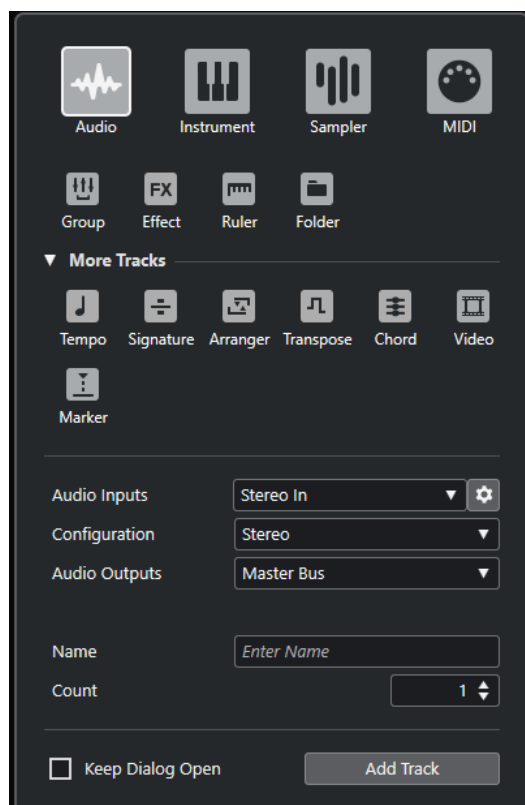 Audio Instrument Sampler MIDI
FX
Group Effect Ruler Folder
More Tracks
Tempo Signature Arranger Transpose Chord Video
Marker
Audio Inputs Stereo In
Configuration Stereo
Audio Outputs Master Bus
Name Enter Name
Count 1
Keep Dialog Open Add Track